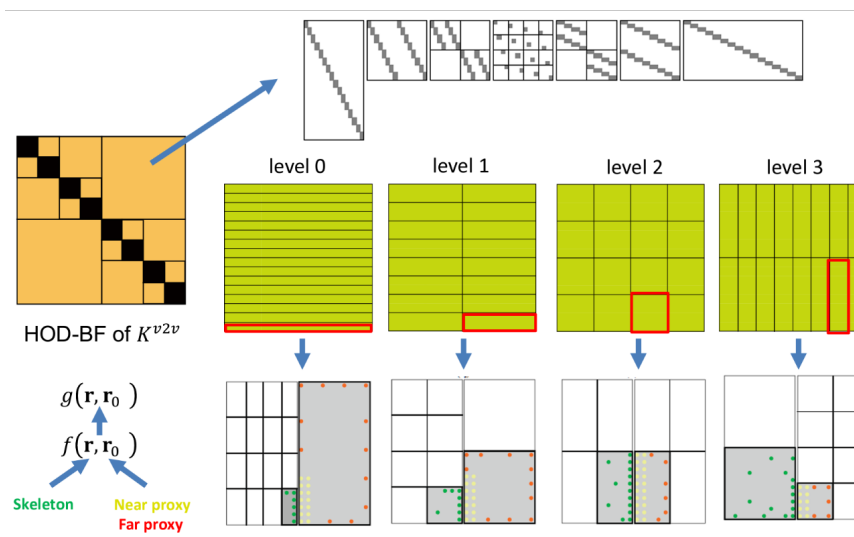 level 0
level 1
level 2
level 3
HOD-BF of K^{v2v}
g(r, r_0 )
f(r, r_0 )
Skeleton
Near proxy
Far proxy